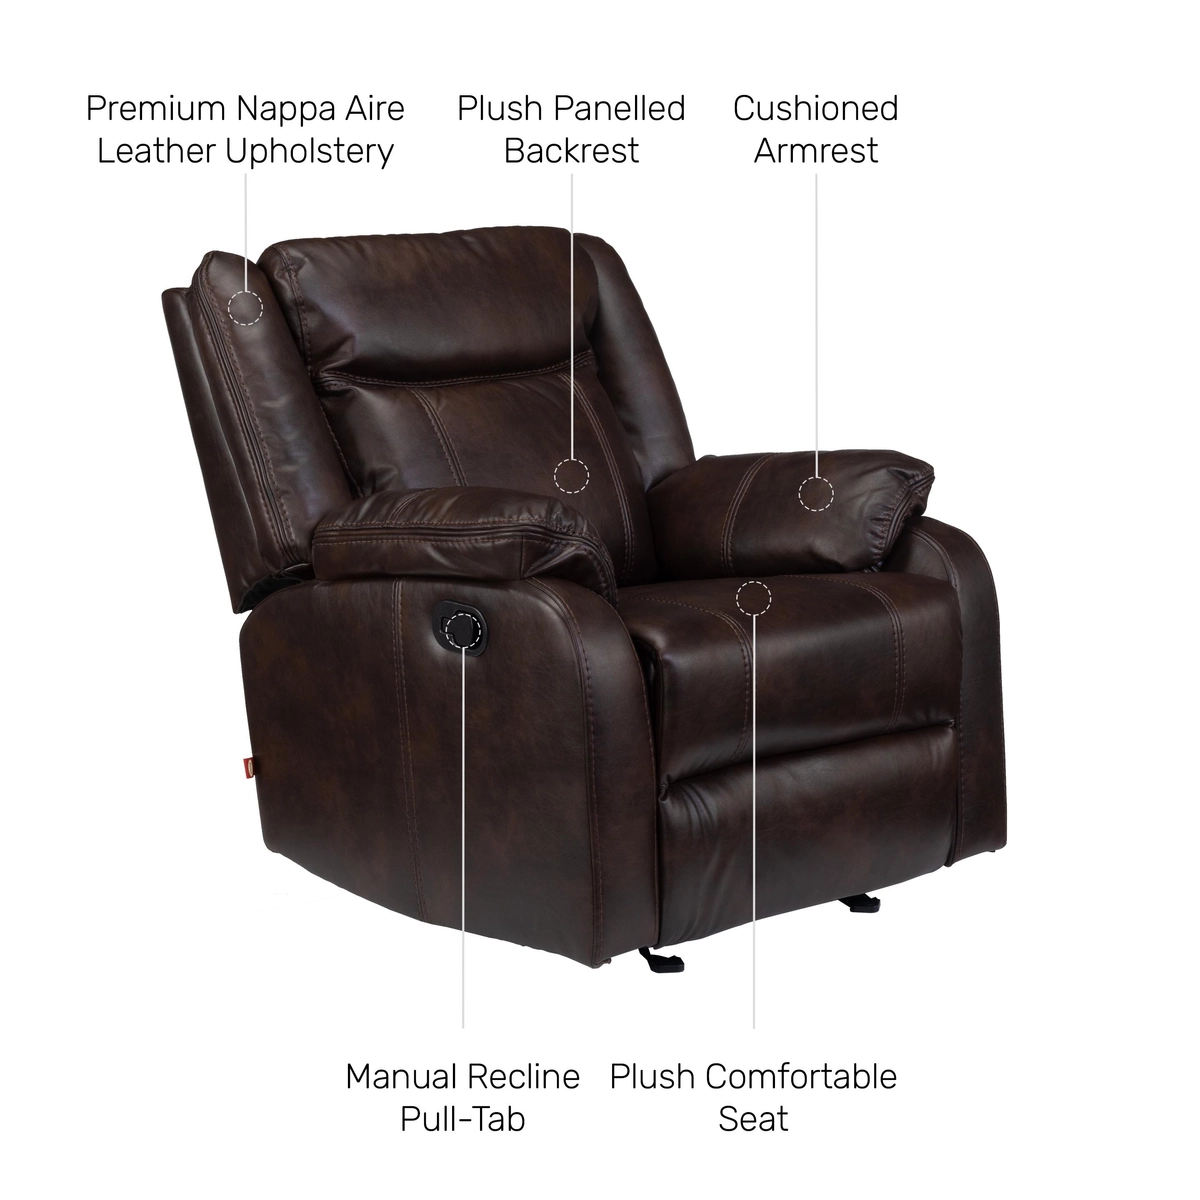 Premium Nappa Aire
Leather Upholstery
Plush Panelled
Backrest
Cushioned
Armrest
Manual Recline
Pull-Tab
Plush Comfortable
Seat